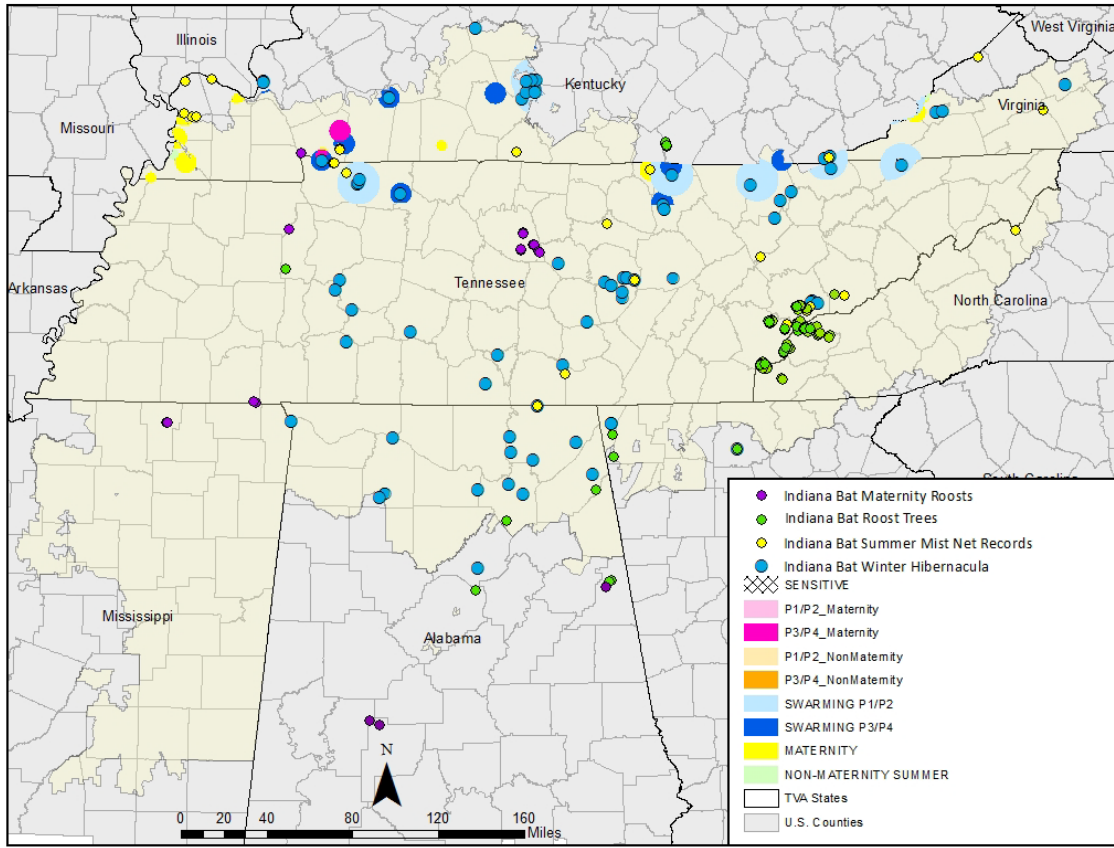 West Virginia
Illinois
Kentucky
Virginia
Missouri
Tennessee
Arkansas
North Carolina
South Carolina
Mississippi
Alabama
N
0 20 40 80 120 160
Miles
Indiana Bat Maternity Roosts
Indiana Bat Roost Trees
Indiana Bat Summer Mist Net Records
Indiana Bat Winter Hibernacula
SENSITIVE
P1/P2_Maternity
P3/P4_Maternity
P1/P2_NonMaternity
P3/P4_NonMaternity
SWARMING P1/P2
SWARMING P3/P4
MATERNITY
NON-MATERNITY SUMMER
TVA States
U.S. Counties